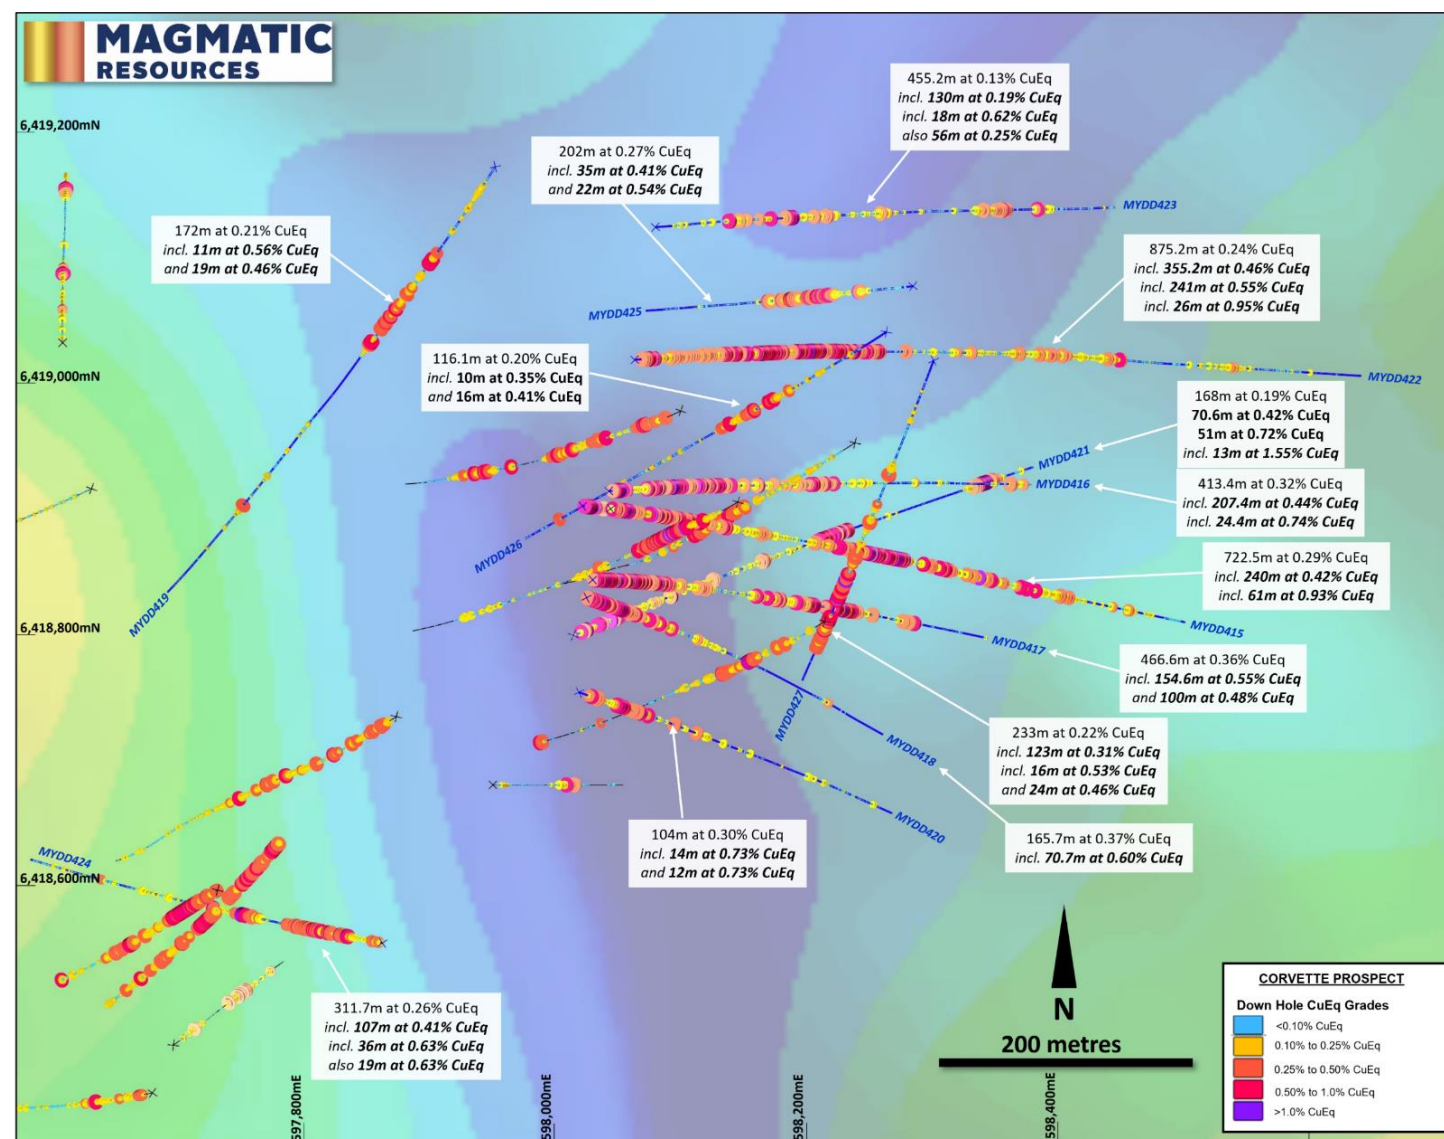 MAGMATIC
RESOURCES
6,419,200mN
455.2m at 0.13% CuEq
incl. 130m at 0.19% CuEq
incl. 18m at 0.62% CuEq
also 56m at 0.25% CuEq
202m at 0.27% CuEq
incl. 35m at 0.41% CuEq
and 22m at 0.54% CuEq
MYDD423
172m at 0.21% CuEq
incl. 11m at 0.56% CuEq
and 19m at 0.46% CuEq
875.2m at 0.24% CuEq
incl. 355.2m at 0.46% CuEq
incl. 241m at 0.55% CuEq
incl. 26m at 0.95% CuEq
MYDD425
6,419,000mN
116.1m at 0.20% CuEq
incl. 10m at 0.35% CuEq
and 16m at 0.41% CuEq
MYDD422
168m at 0.19% CuEq
70.6m at 0.42% CuEq
51m at 0.72% CuEq
incl. 13m at 1.55% CuEq
MYDD421
MYDD416
413.4m at 0.32% CuEq
incl. 207.4m at 0.44% CuEq
incl. 24.4m at 0.74% CuEq
MYDD426
722.5m at 0.29% CuEq
incl. 240m at 0.42% CuEq
incl. 61m at 0.93% CuEq
MYDD419
6,418,800mN
MYDD415
MYDD417
466.6m at 0.36% CuEq
incl. 154.6m at 0.55% CuEq
and 100m at 0.48% CuEq
MYDD427
MYDD418
233m at 0.22% CuEq
incl. 123m at 0.31% CuEq
incl. 16m at 0.53% CuEq
and 24m at 0.46% CuEq
MYDD420
104m at 0.30% CuEq
incl. 14m at 0.73% CuEq
and 12m at 0.73% CuEq
165.7m at 0.37% CuEq
incl. 70.7m at 0.60% CuEq
MYDD424
6,418,600mN
311.7m at 0.26% CuEq
incl. 107m at 0.41% CuEq
incl. 36m at 0.63% CuEq
also 19m at 0.63% CuEq
N
200 metres
CORVETTE PROSPECT
Down Hole CuEq Grades
<0.10% CuEq
0.10% to 0.25% CuEq
0.25% to 0.50% CuEq
0.50% to 1.0% CuEq
>1.0% CuEq
597,800mE
598,000mE
598,200mE
598,400mE